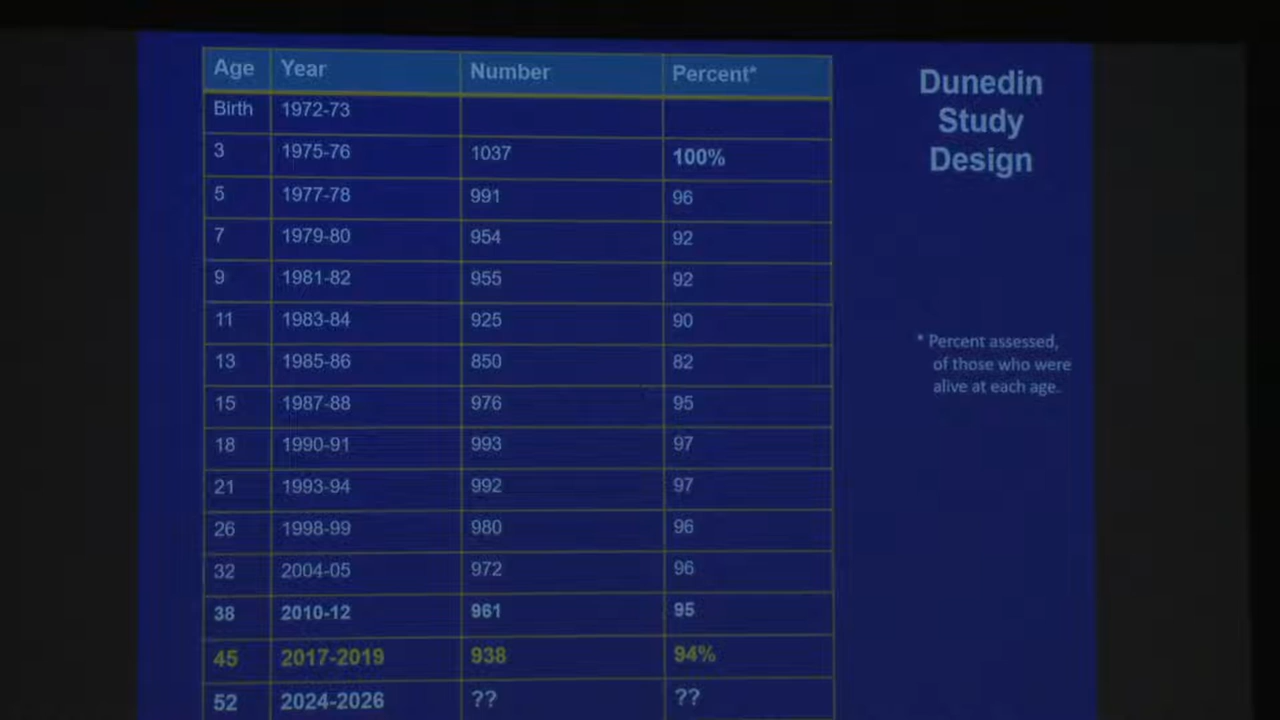 Age Year Number Percent*
Birth 1972-73
3 1975-76 1037 100%
5 1977-78 991 96
7 1979-80 954 92
9 1981-82 955 92
11 1983-84 925 90
13 1985-86 850 82
15 1987-88 976 95
18 1990-91 993 97
21 1993-94 992 97
26 1998-99 980 96
32 2004-05 972 96
38 2010-12 961 95
45 2017-2019 938 94%
52 2024-2026 ?? ??
Dunedin
Study
Design
* Percent assessed,
of those who were
alive at each age.